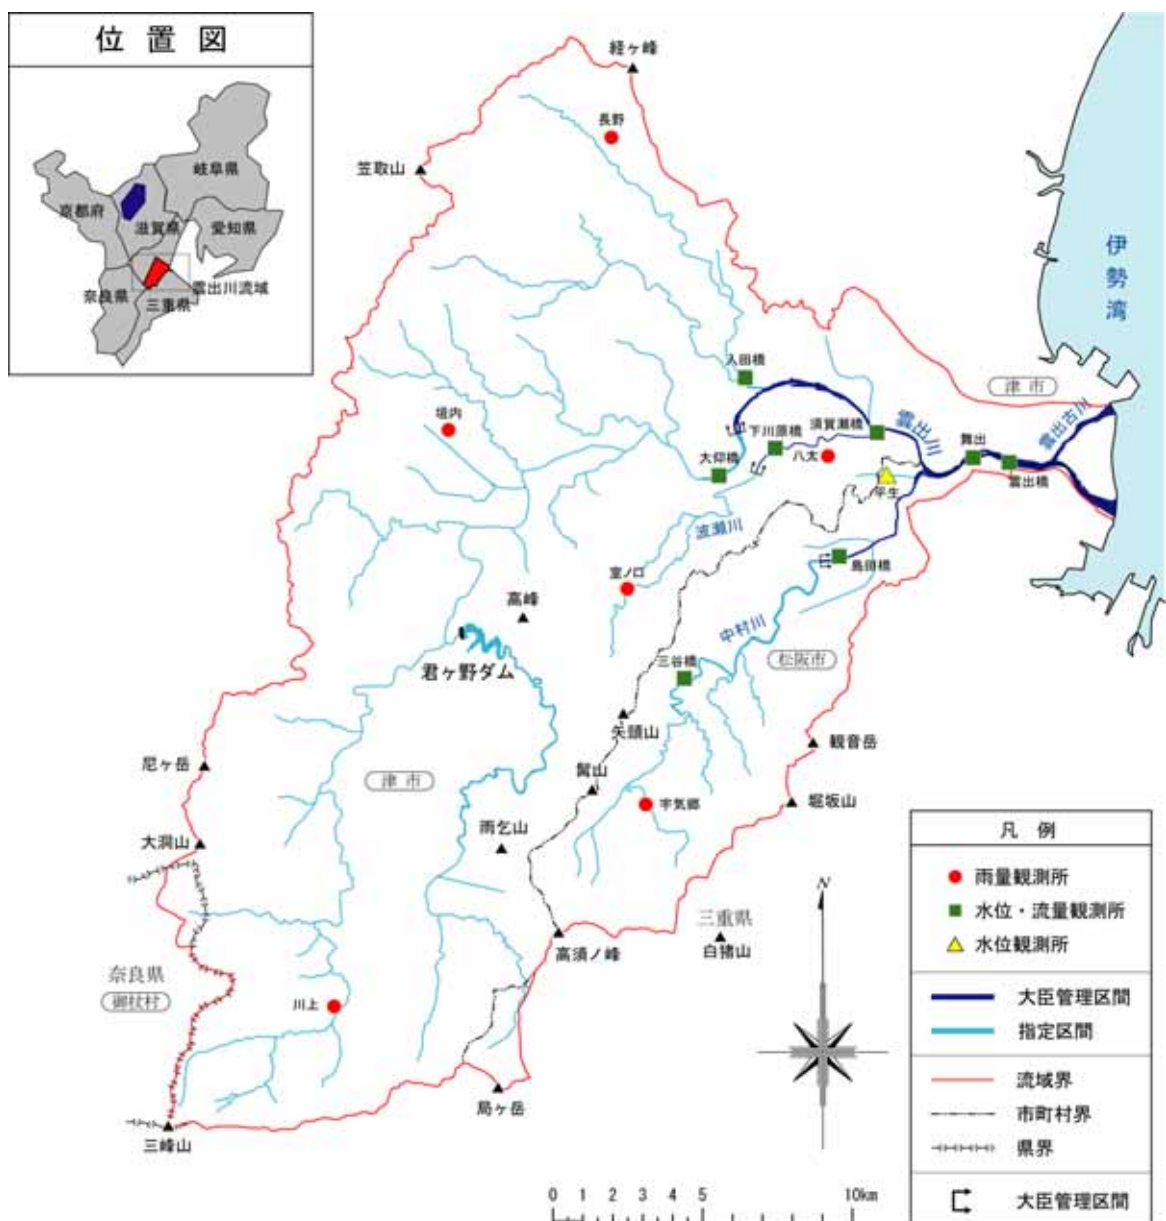 位置図
岐阜県
京都府
滋賀県
愛知県
奈良県
三重県
雲出川流域
経ヶ峰
長野
笠取山
伊勢湾
入田橋
津市
垣内
下川原橋
須賀瀬橋
雲出川
雲出古川
大仰橋
八太
舞出
雲出橋
平生
波瀬川
島田橋
室ノ口
高峰
中村川
君ヶ野ダム
三谷橋
松阪市
矢頭山
観音岳
尼ヶ岳
津市
髯山
宇気郷
堀坂山
大洞山
雨乞山
三重県
高須ノ峰
白猪山
奈良県
御杖村
川上
局ヶ岳
三峰山
N
0 1 2 3 4 5 10km
凡例
雨量観測所
水位・流量観測所
水位観測所
大臣管理区間
指定区間
流域界
市町村界
県界
大臣管理区間